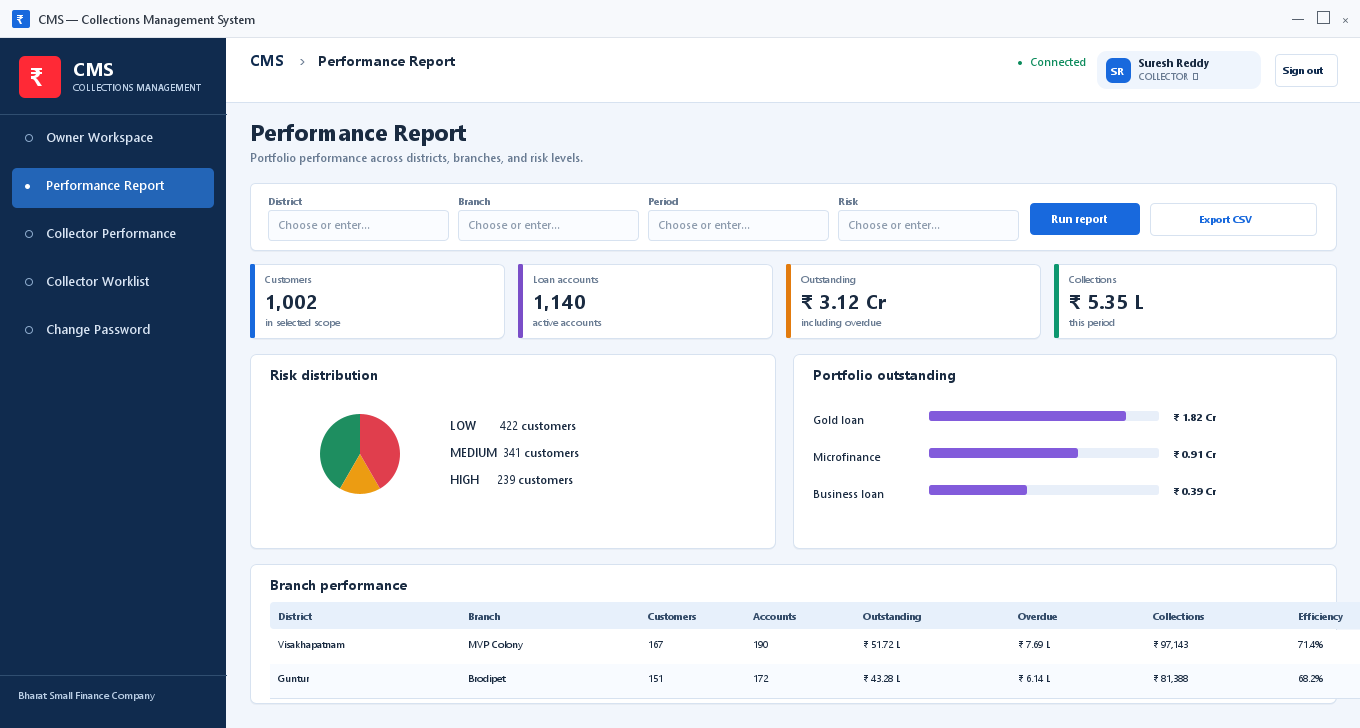 ₹ CMS — Collections Management System
₹ CMS
COLLECTIONS MANAGEMENT
Owner Workspace
Performance Report
Collector Performance
Collector Worklist
Change Password
Bharat Small Finance Company
CMS › Performance Report
• Connected
SR Suresh Reddy
COLLECTOR
Sign out
Performance Report
Portfolio performance across districts, branches, and risk levels.
District Branch Period Risk
Choose or enter... Choose or enter... Choose or enter... Choose or enter... Run report Export CSV
Customers
1,002
in selected scope
Loan accounts
1,140
active accounts
Outstanding
₹ 3.12 Cr
including overdue
Collections
₹ 5.35 L
this period
Risk distribution
LOW 422 customers
MEDIUM 341 customers
HIGH 239 customers
Portfolio outstanding
Gold loan ₹ 1.82 Cr
Microfinance ₹ 0.91 Cr
Business loan ₹ 0.39 Cr
Branch performance
District Branch Customers Accounts Outstanding Overdue Collections Efficiency
Visakhapatnam MVP Colony 167 190 ₹ 51.72 L ₹ 7.69 L ₹ 97,143 71.4%
Guntur Brodipet 151 172 ₹ 43.28 L ₹ 6.14 L ₹ 81,388 68.2%